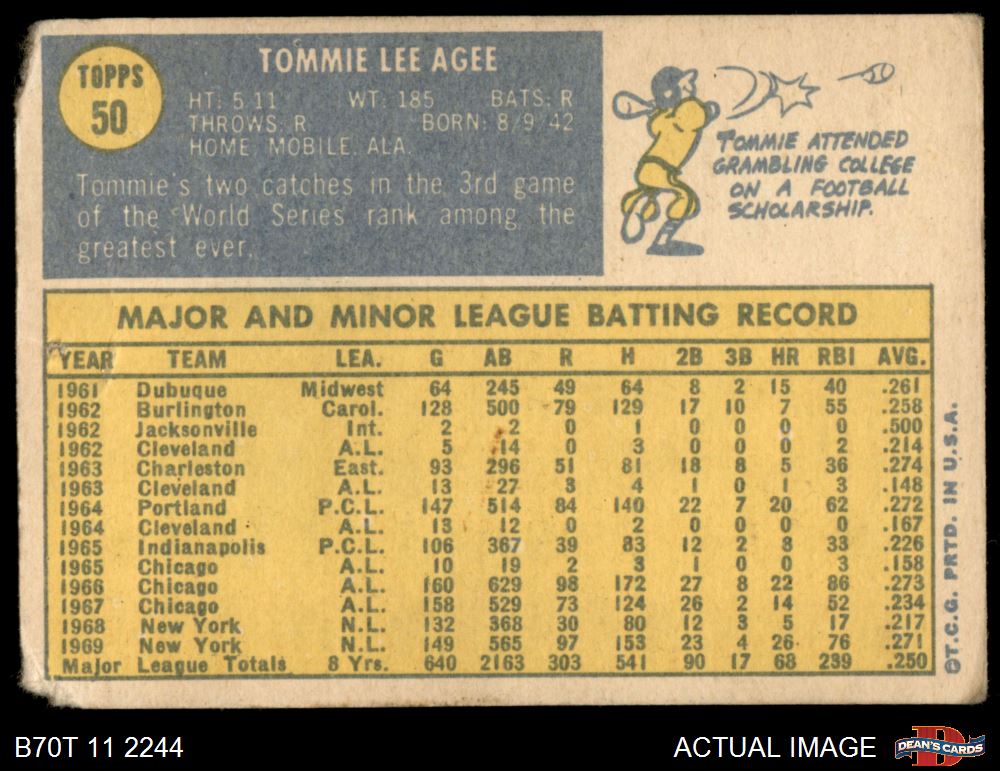 TOPPS
50
TOMMIE LEE AGEE
HT: 5 11 WT: 185 BATS: R
THROWS: R BORN: 8/9 42
HOME MOBILE, ALA.
Tommie's two catches in the 3rd game
of the World Series rank among the
greatest ever.
TOMMIE ATTENDED
GRAMBLING COLLEGE
ON A FOOTBALL
SCHOLARSHIP.
MAJOR AND MINOR LEAGUE BATTING RECORD
YEAR TEAM LEA. G AB R H 2B 3B HR RBI AVG.
1961 Dubuque Midwest 64 245 49 64 8 2 15 40 .261
1962 Burlington Carol. 128 500 79 129 17 10 7 55 .258
1962 Jacksonville Int. 2 2 0 1 0 0 0 0 .500
1962 Cleveland A.L. 5 14 0 3 0 0 0 2 .214
1963 Charleston East. 93 296 51 81 18 8 5 36 .274
1963 Cleveland A.L. 13 27 3 4 1 0 1 3 .148
1964 Portland P.C.L. 147 514 84 140 22 7 20 62 .272
1964 Cleveland A.L. 13 12 0 2 0 0 0 0 .167
1965 Indianapolis P.C.L. 106 367 39 83 12 2 8 33 .226
1965 Chicago A.L. 10 19 2 3 1 0 0 3 .158
1966 Chicago A.L. 160 629 98 172 27 8 22 86 .273
1967 Chicago A.L. 158 529 73 124 26 2 14 52 .234
1968 New York N.L. 132 368 30 80 12 3 5 17 .217
1969 New York N.L. 149 565 97 153 23 4 26 76 .271
Major League Totals 8 Yrs. 640 2163 303 541 90 17 68 239 .250
©T.C.G. PRTD. IN U.S.A.
B70T 11 2244
ACTUAL IMAGE
DEAN'S CARDS